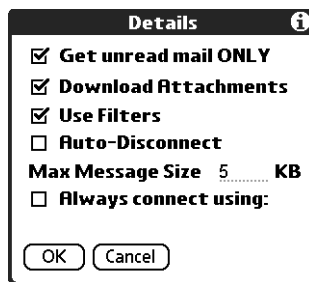 Details
Get unread mail ONLY
Download Attachments
Use Filters
Auto-Disconnect
Max Message Size 5 KB
Always connect using:
OK Cancel